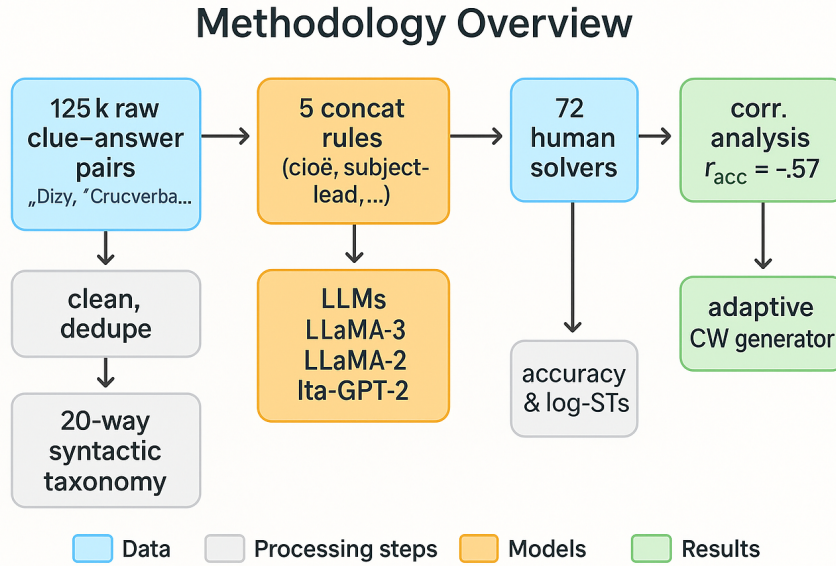 Methodology Overview
125 k raw
clue–answer
pairs
„Dizy, ˝Crucverba...
5 concat
rules
(cioë, subject-
lead,...)
72
human
solvers
corr.
analysis
r_acc = -.57
clean,
dedupe
LLMs
LLaMA-3
LLaMA-2
Ita-GPT-2
adaptive
CW generator
accuracy
& log-STs
20-way
syntactic
taxonomy
Data
Processing steps
Models
Results